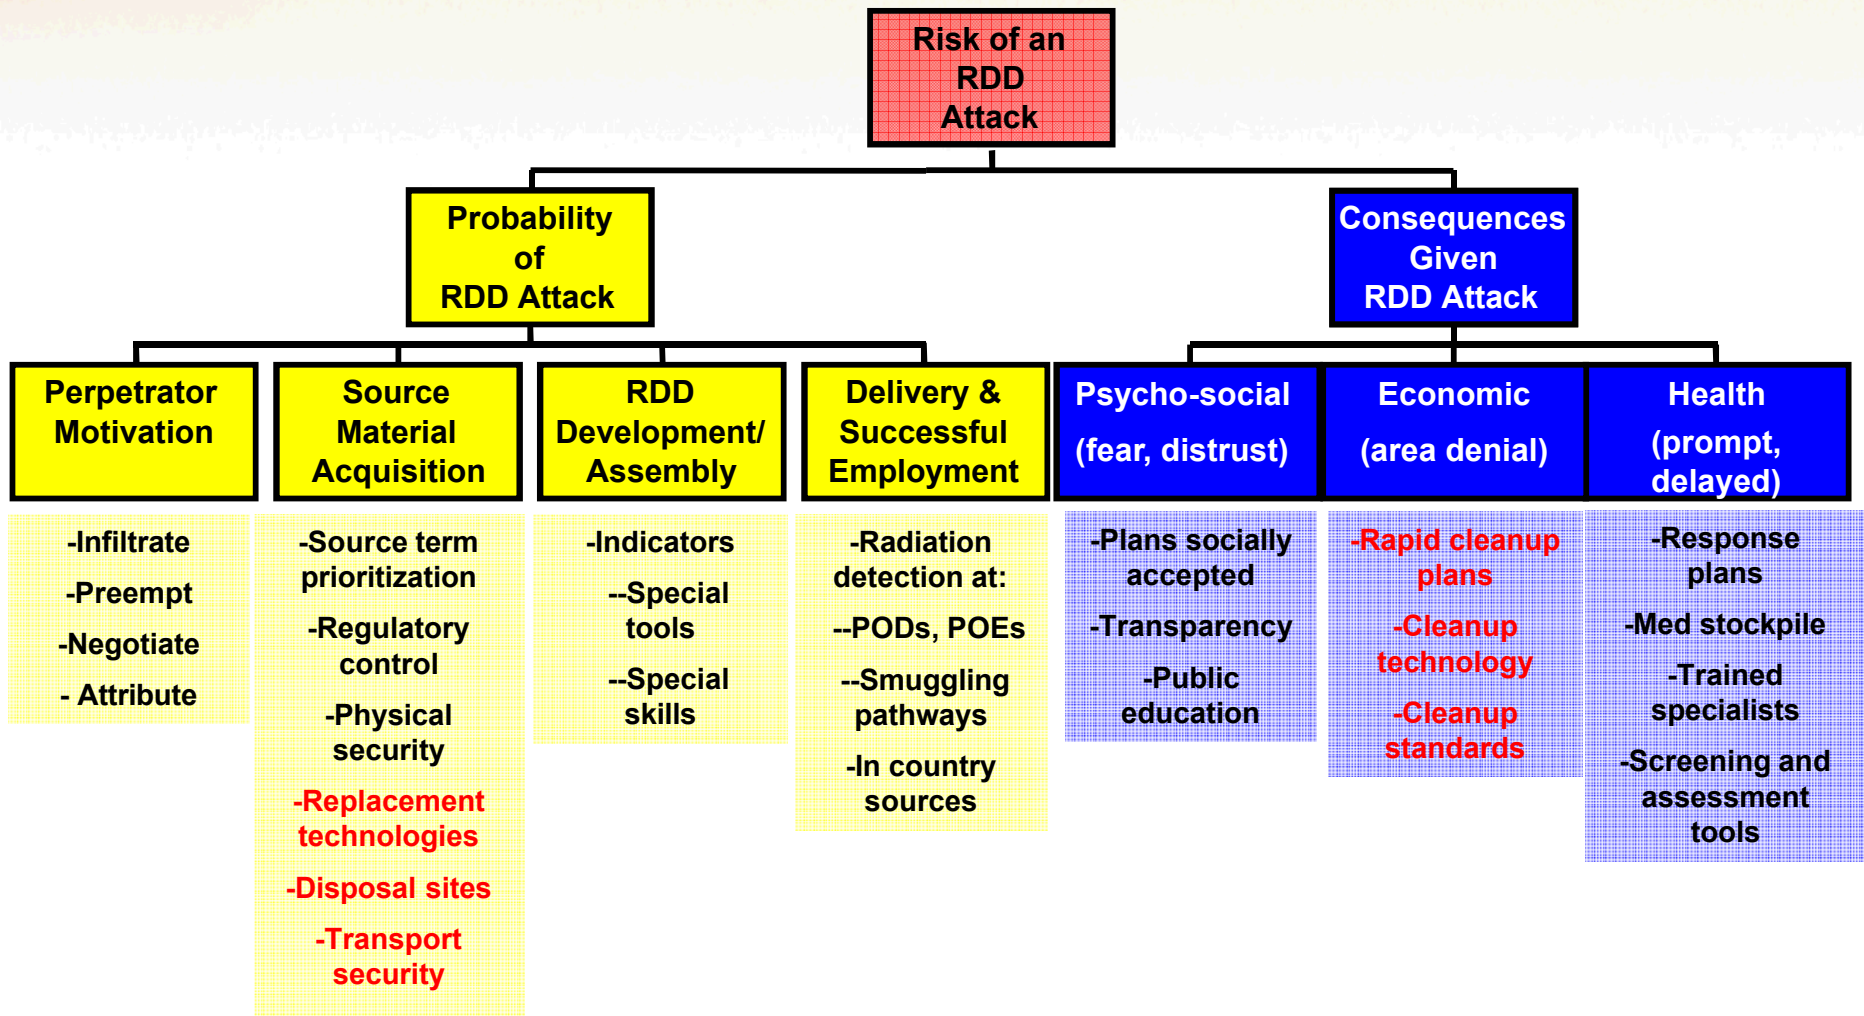 Risk of an
RDD
Attack
Probability
of
RDD Attack
Consequences
Given
RDD Attack
Perpetrator
Motivation
Source
Material
Acquisition
RDD
Development/
Assembly
Delivery &
Successful
Employment
Psycho-social
(fear, distrust)
Economic
(area denial)
Health
(prompt,
delayed)
-Infiltrate
-Preempt
-Negotiate
- Attribute
-Source term
prioritization
-Regulatory
control
-Physical
security
-Replacement
technologies
-Disposal sites
-Transport
security
-Indicators
--Special
tools
--Special
skills
-Radiation
detection at:
--PODs, POEs
--Smuggling
pathways
-In country
sources
-Plans socially
accepted
-Transparency
-Public
education
-Rapid cleanup
plans
-Cleanup
technology
-Cleanup
standards
-Response
plans
-Med stockpile
-Trained
specialists
-Screening and
assessment
tools